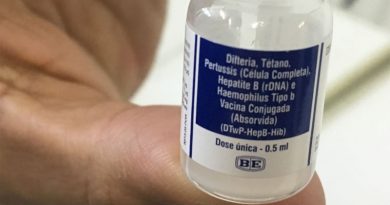 Difteria, Tétano,
Pertussis (Célula Completa),
Hepatite B (rDNA) e
Haemophilus Tipo b
Vacina Conjugada
(Absorvida)
(DTwP-HepB-Hib)
Dose única - 0.5 ml
BE